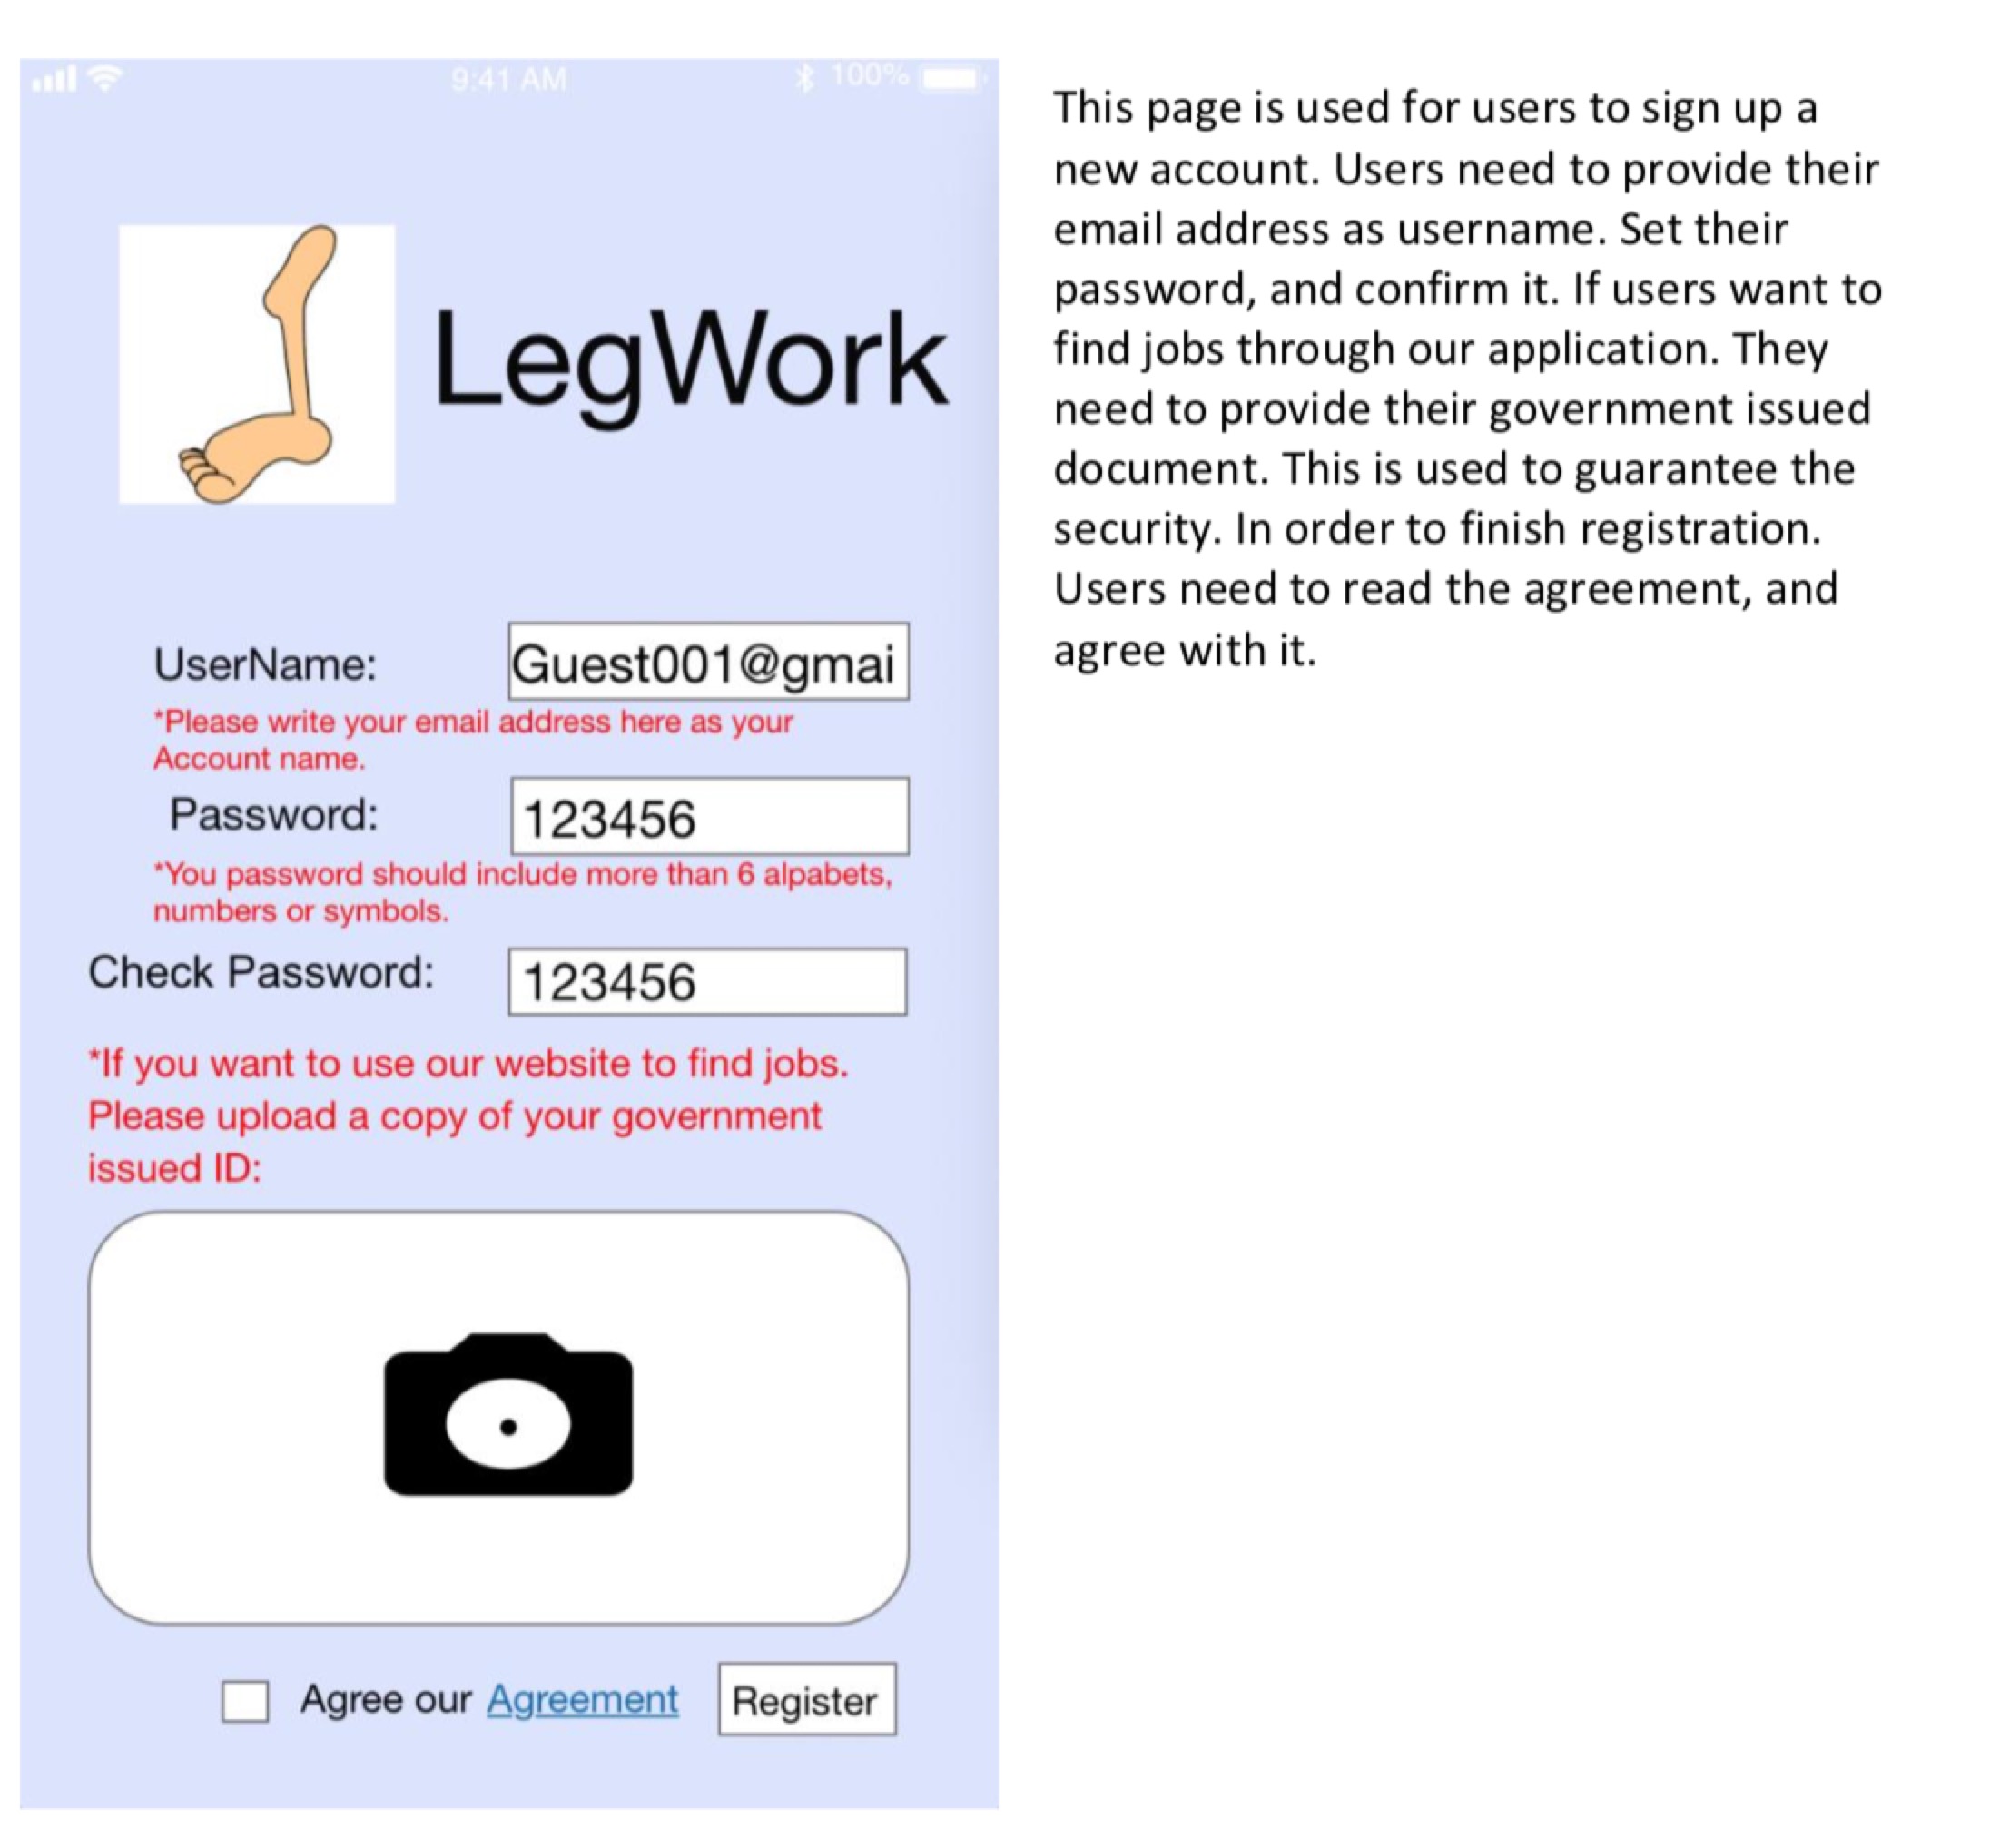 9:41 AM
100%
LegWork
UserName:
Guest001@gmai
*Please write your email address here as your
Account name.
Password:
123456
*You password should include more than 6 alpabets,
numbers or symbols.
Check Password:
123456
*If you want to use our website to find jobs.
Please upload a copy of your government
issued ID:
Agree our Agreement
Register
This page is used for users to sign up a
new account. Users need to provide their
email address as username. Set their
password, and confirm it. If users want to
find jobs through our application. They
need to provide their government issued
document. This is used to guarantee the
security. In order to finish registration.
Users need to read the agreement, and
agree with it.